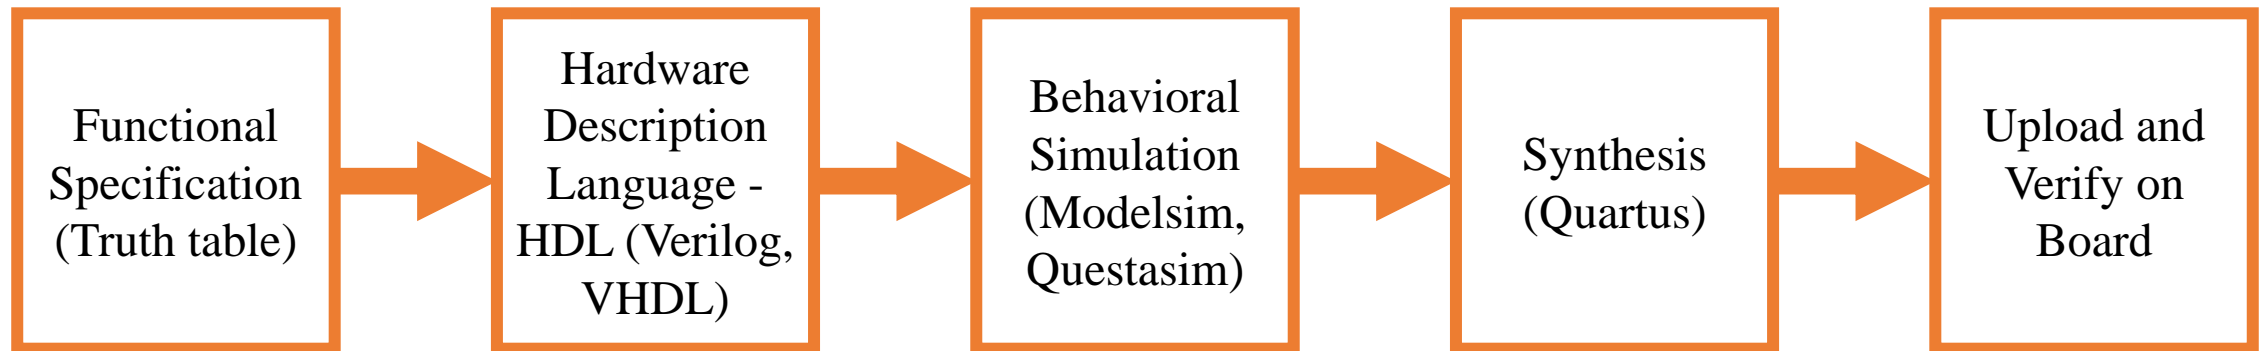 Functional
Specification
(Truth table)
Hardware
Description
Language -
HDL (Verilog,
VHDL)
Behavioral
Simulation
(Modelsim,
Questasim)
Synthesis
(Quartus)
Upload and
Verify on
Board